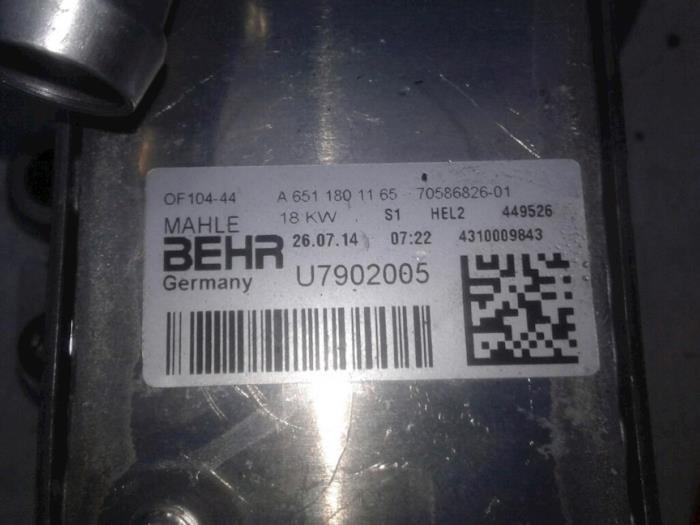 OF104-44 A 651 180 11 65 70586826-01
MAHLE 18 KW S1 HEL2 449526
BEHR 26.07.14 07:22 4310009843
Germany U7902005